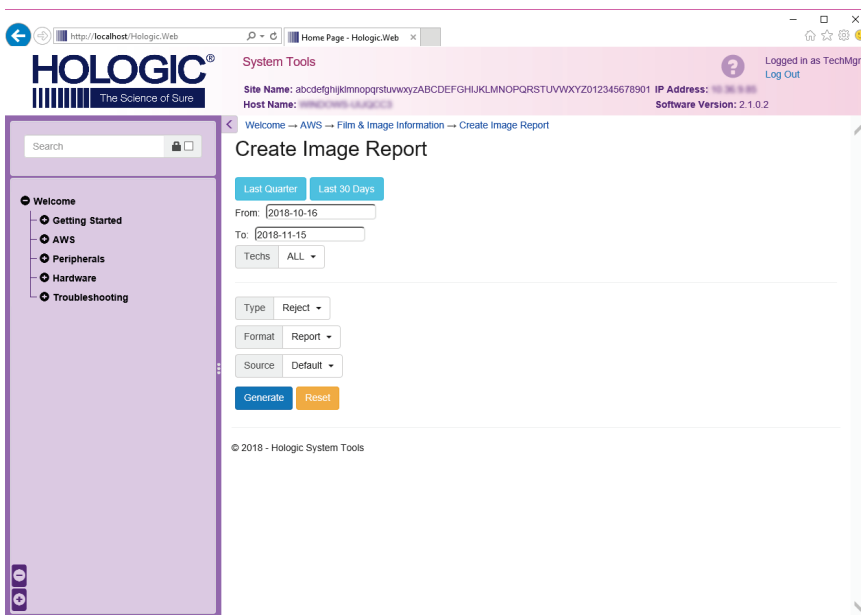 http://localhost/Hologic.Web
Home Page - Hologic.Web
HOLOGIC®
The Science of Sure
System Tools
Logged in as TechMgr
Log Out
Site Name: abcdefghijklmnopqrstuvwxyzABCDEFGHIJKLMNOPQRSTUVWXYZ012345678901 IP Address:
Host Name:
Software Version: 2.1.0.2
Welcome → AWS → Film & Image Information → Create Image Report
Search
Create Image Report
Last Quarter Last 30 Days
From: 2018-10-16
To: 2018-11-15
Techs ALL
Welcome
Getting Started
AWS
Peripherals
Hardware
Troubleshooting
Type Reject
Format Report
Source Default
Generate Reset
© 2018 - Hologic System Tools